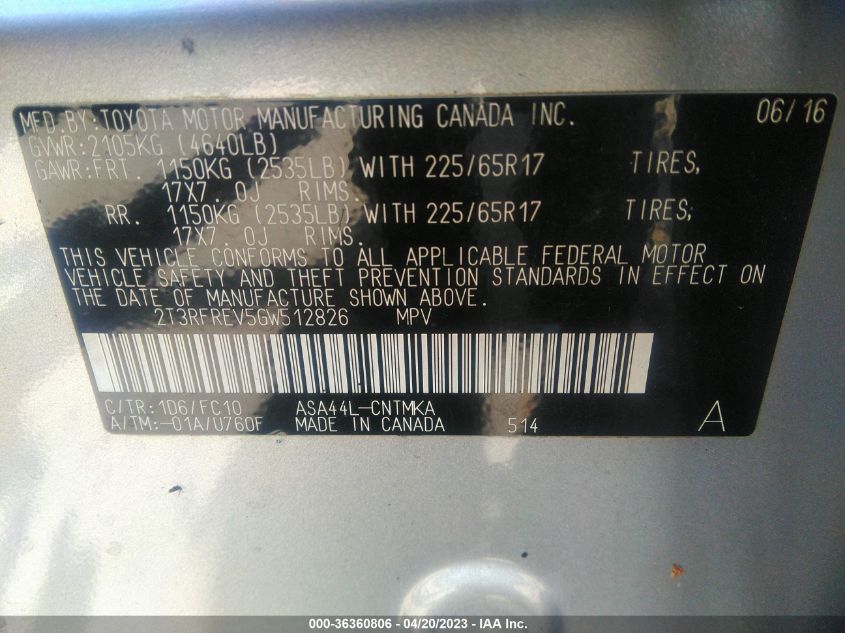 MFD.BY:TOYOTA MOTOR MANUFACTURING CANADA INC. 06/16
GVWR:2105KG (4640LB)
GAWR:FRT. 1150KG (2535LB) WITH 225/65R17 TIRES,
17X7.0J RIMS.
RR. 1150KG (2535LB) WITH 225/65R17 TIRES,
17X7.0J RIMS.
THIS VEHICLE CONFORMS TO ALL APPLICABLE FEDERAL MOTOR
VEHICLE SAFETY AND THEFT PREVENTION STANDARDS IN EFFECT ON
THE DATE OF MANUFACTURE SHOWN ABOVE.
2T3RFREV5GW512826 MPV
C/TR:1D6/FC10 ASA44L-CNTMKA
A/TM:-01A/U760F MADE IN CANADA 514 A
000-36360806 - 04/20/2023 - IAA Inc.